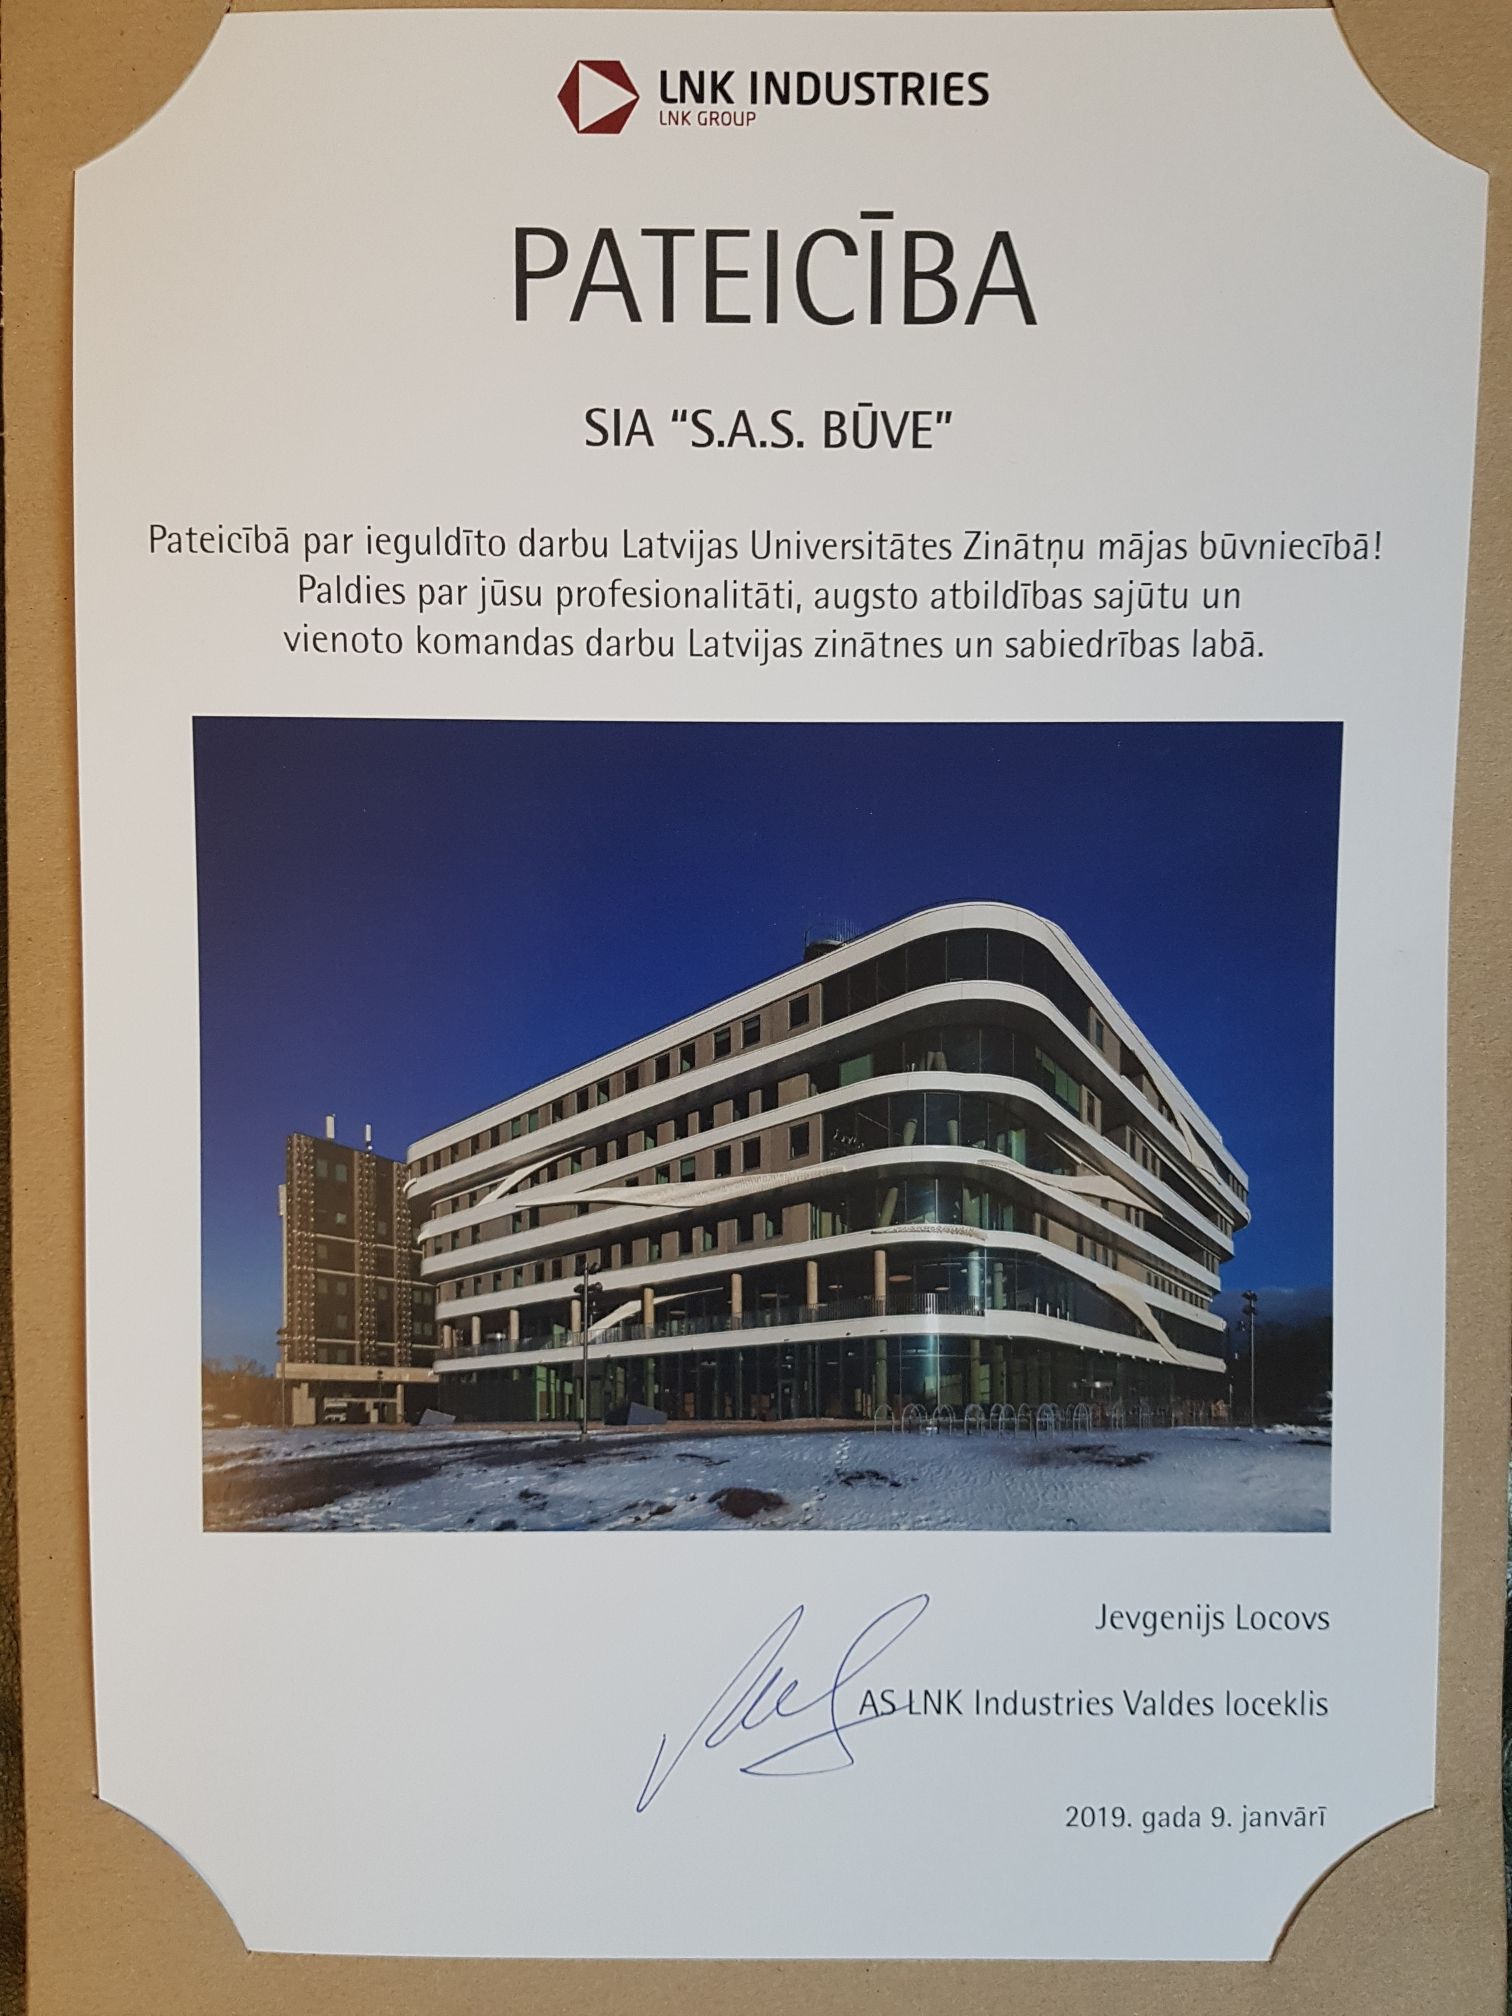 LNK INDUSTRIES
LNK GROUP
PATEICĪBA
SIA "S.A.S. BŪVE"
Pateicībā par ieguldīto darbu Latvijas Universitātes Zinātņu mājas būvniecībā!
Paldies par jūsu profesionalitāti, augsto atbildības sajūtu un
vienoto komandas darbu Latvijas zinātnes un sabiedrības labā.
Jevgenijs Locovs
AS LNK Industries Valdes loceklis
2019. gada 9. janvārī